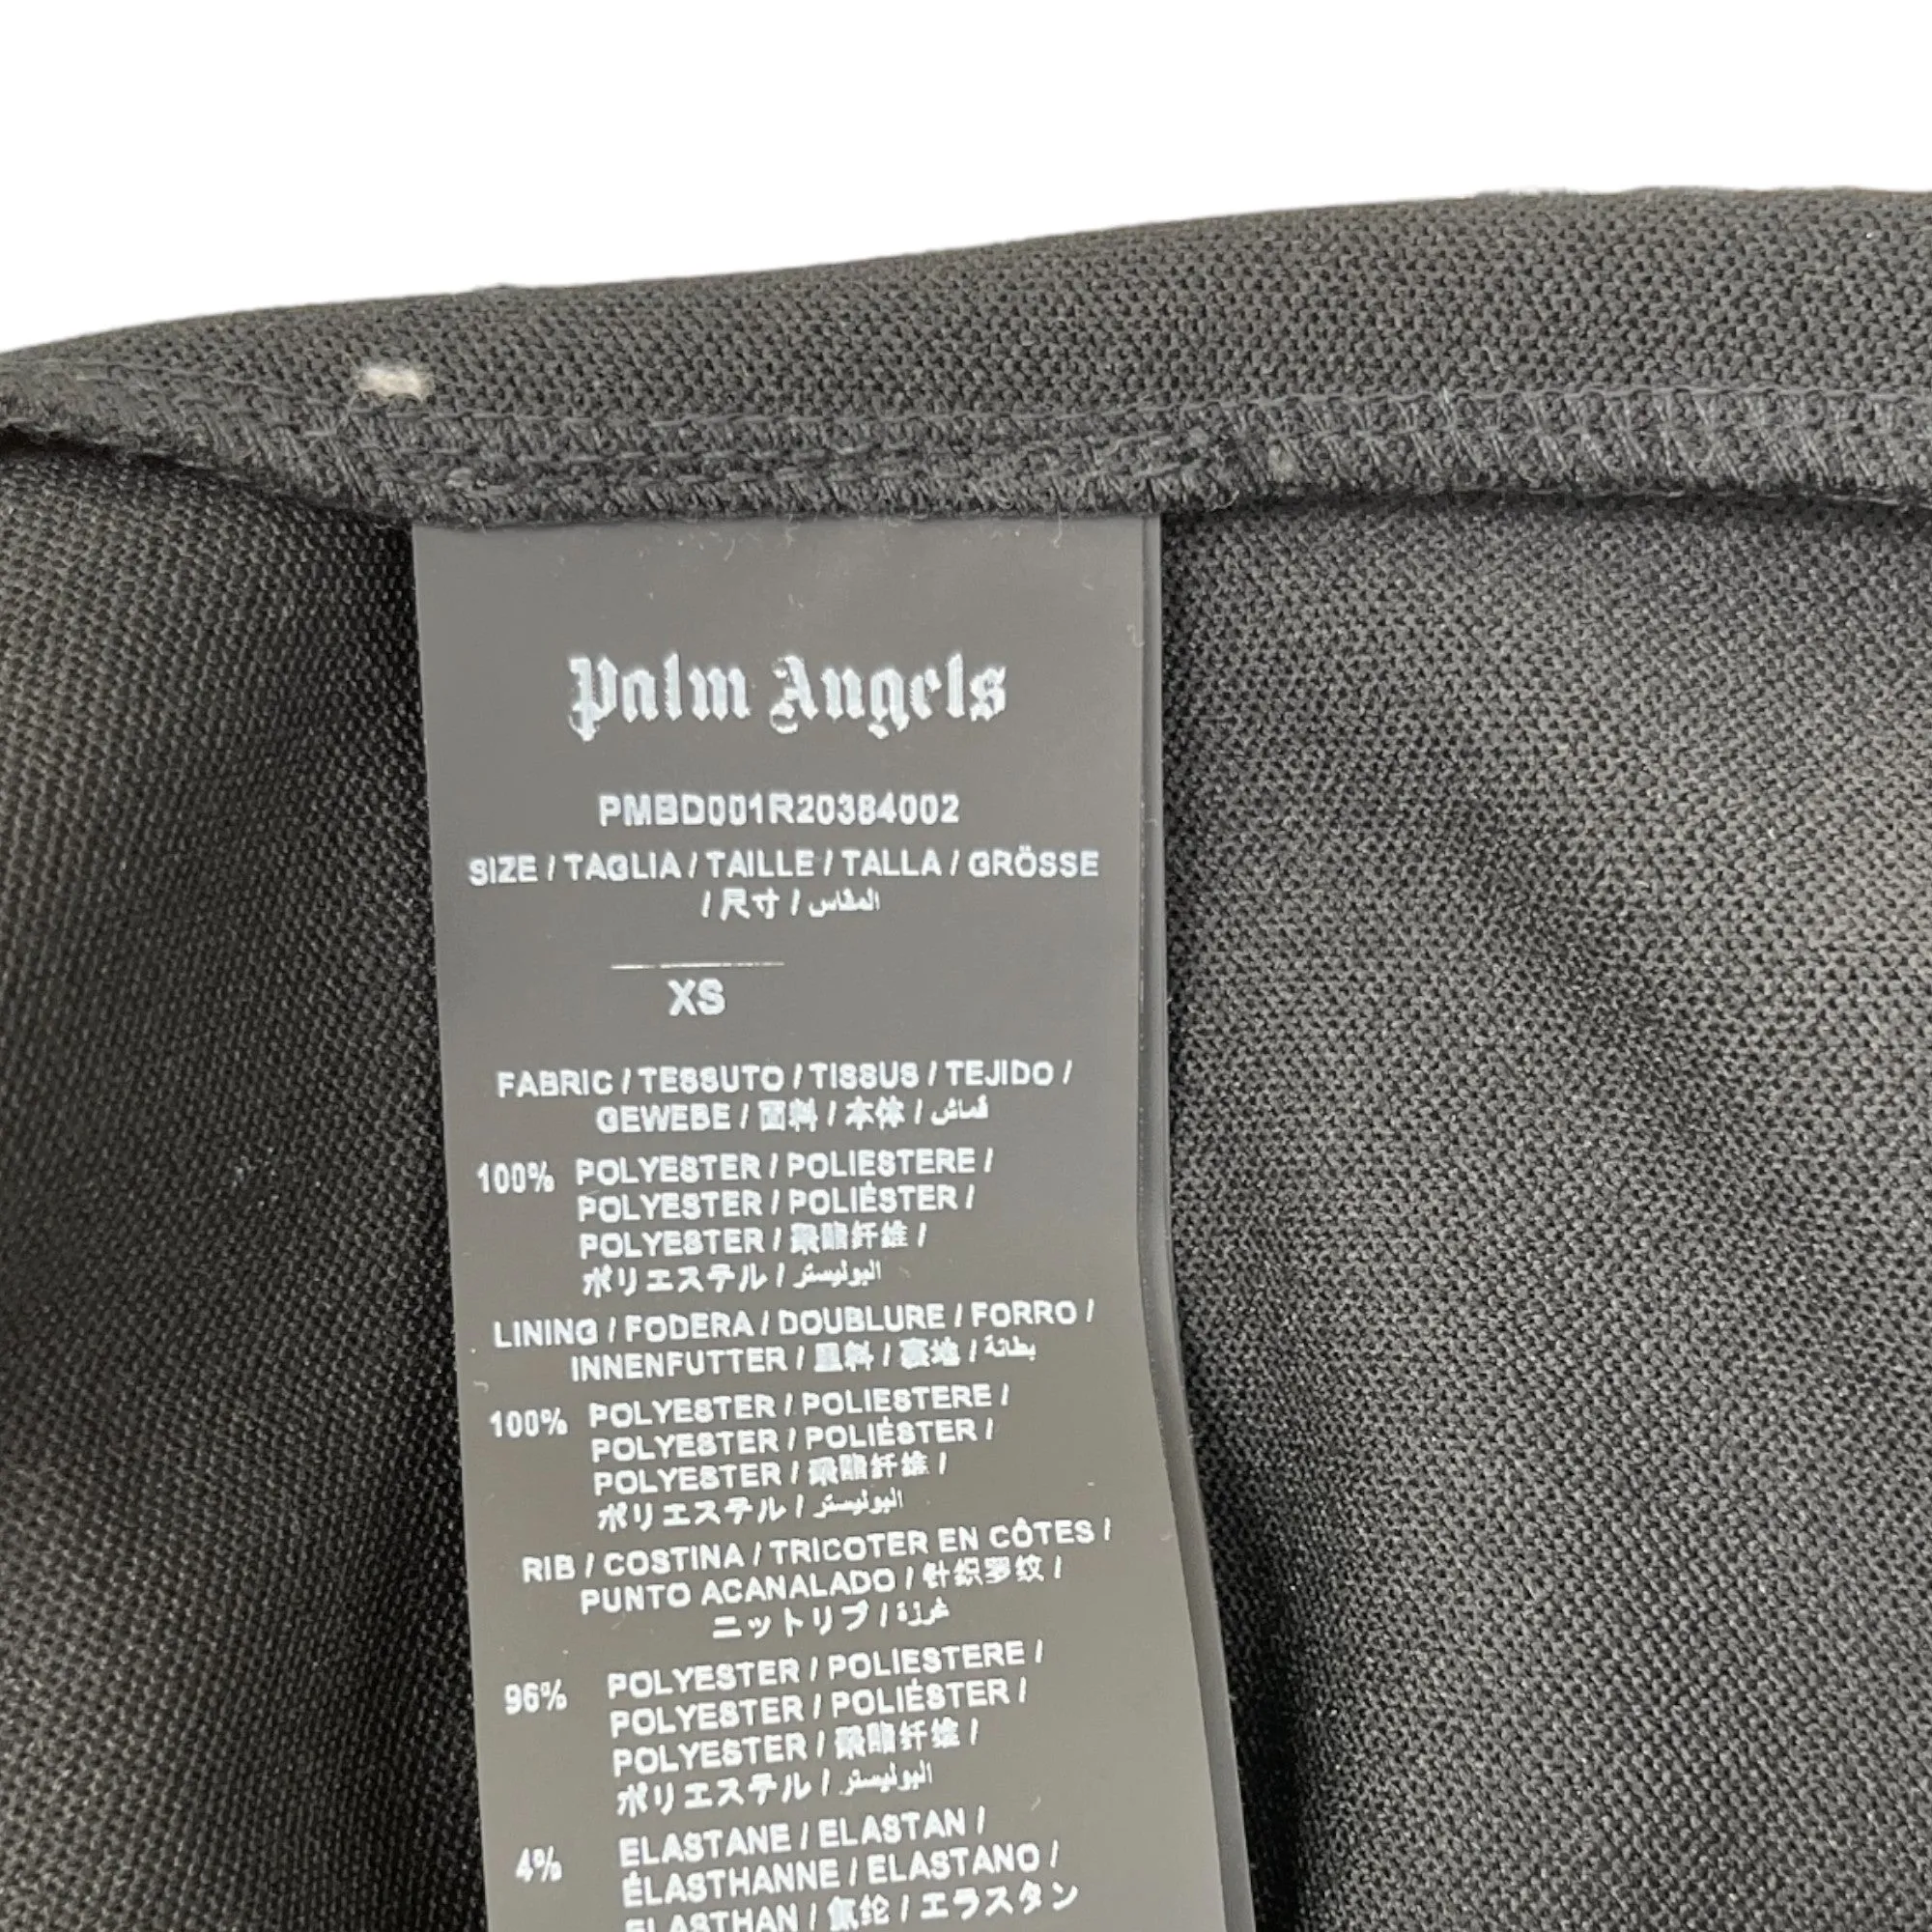 Palm Angels
PMBD001R20384002
SIZE / TAGLIA / TAILLE / TALLA / GRÖSSE
/ 尺寸 / المقاس
XS
FABRIC / TESSUTO / TISSUS / TEJIDO /
GEWEBE / 面料 / 本体 / قماش
100% POLYESTER / POLIESTERE /
POLYESTER / POLIÉSTER /
POLYESTER / 聚酯纤维 /
ポリエステル / البوليستر
LINING / FODERA / DOUBLURE / FORRO /
INNENFUTTER / 里料 / 裏地 / بطانة
100% POLYESTER / POLIESTERE /
POLYESTER / POLIÉSTER /
POLYESTER / 聚酯纤维 /
ポリエステル / البوليستر
RIB / COSTINA / TRICOTER EN CÔTES /
PUNTO ACANALADO / 针织罗纹 /
ニットリブ / غرزة
96% POLYESTER / POLIESTERE /
POLYESTER / POLIÉSTER /
POLYESTER / 聚酯纤维 /
ポリエステル / البوليستر
4% ELASTANE / ELASTAN /
ÉLASTHANNE / ELASTANO /
ELASTHAN / 氨纶 / エラスタン